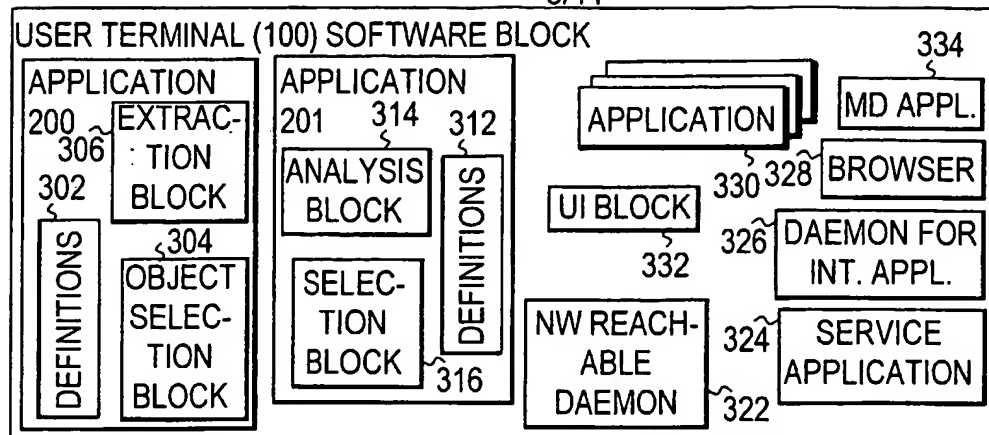 USER TERMINAL (100) SOFTWARE BLOCK
APPLICATION
200
306
EXTRAC-
TION
BLOCK
302
DEFINITIONS
304
OBJECT
SELEC-
TION
BLOCK
APPLICATION
201
314
312
ANALYSIS
BLOCK
DEFINITIONS
SELEC-
TION
BLOCK
316
APPLICATION
330
334
MD APPL.
328
BROWSER
UI BLOCK
332
326
DAEMON FOR
INT. APPL.
NW REACH-
ABLE
DAEMON
322
324
SERVICE
APPLICATION